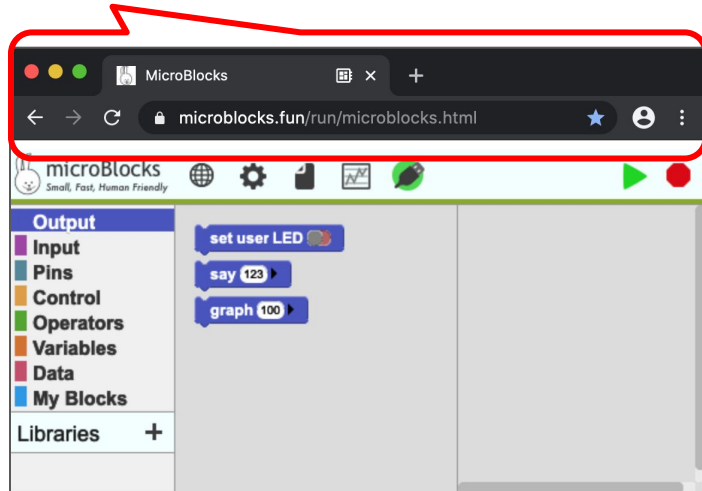 MicroBlocks
microblocks.fun/run/microblocks.html
microBlocks
Small, Fast, Human Friendly
Output
Input
Pins
Control
Operators
Variables
Data
My Blocks
Libraries +
set user LED
say 123
graph 100